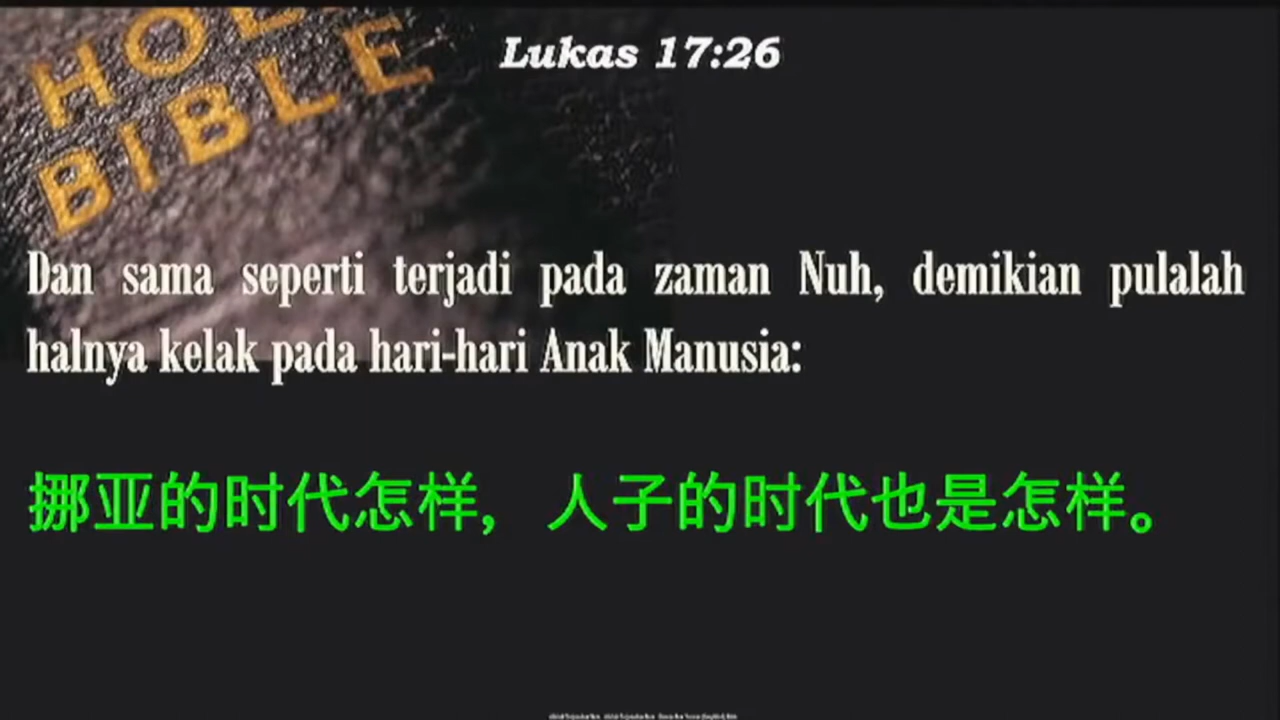 HOL
BIBLE
Lukas 17:26
Dan sama seperti terjadi pada zaman Nuh, demikian pulalah
halnya kelak pada hari-hari Anak Manusia:
挪亚的时代怎样, 人子的时代也是怎样。